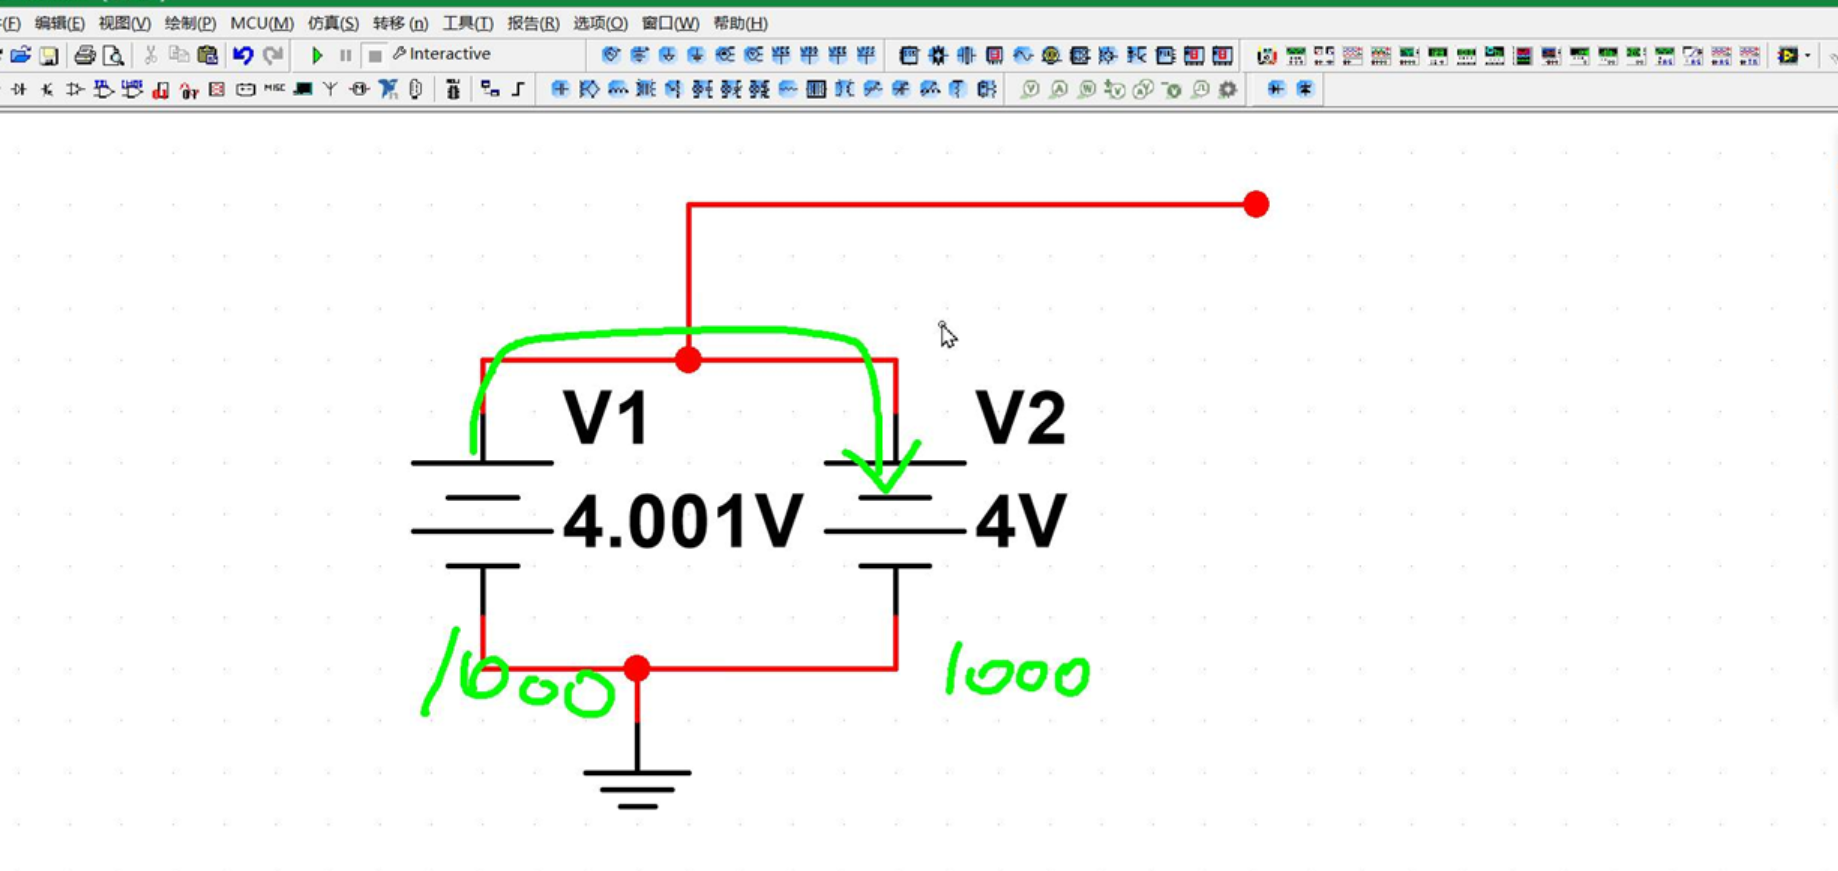 (F) 编辑(E) 视图(V) 绘制(P) MCU(M) 仿真(S) 转移 (n) 工具(T) 报告(R) 选项(O) 窗口(W) 帮助(H)
Interactive
MISC
V1
V2
4.001V
4V
1000
1000